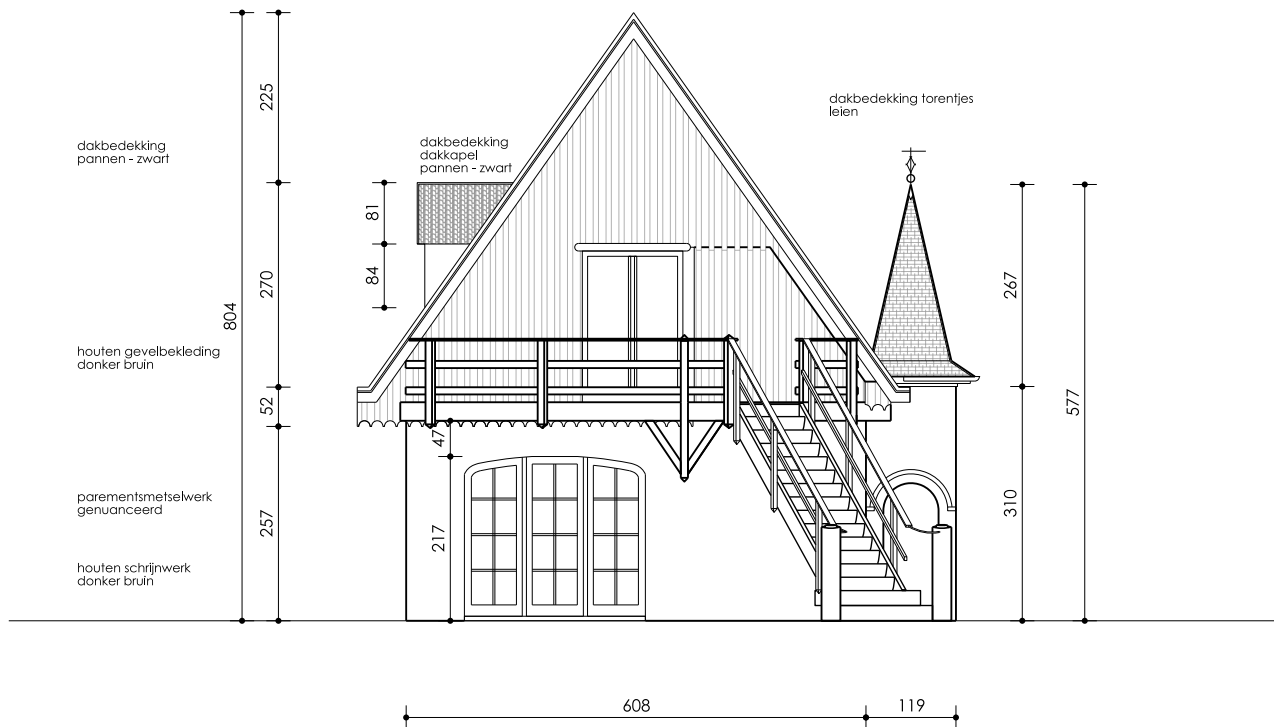 dakbedekking torentjes
leien
dakbedekking
pannen - zwart
dakbedekking
dakkapel
pannen - zwart
225
81
84
270
804
267
577
houten gevelbekleding
donker bruin
52
47
310
parementsmetselwerk
genuanceerd
257
217
houten schrijnwerk
donker bruin
608
119